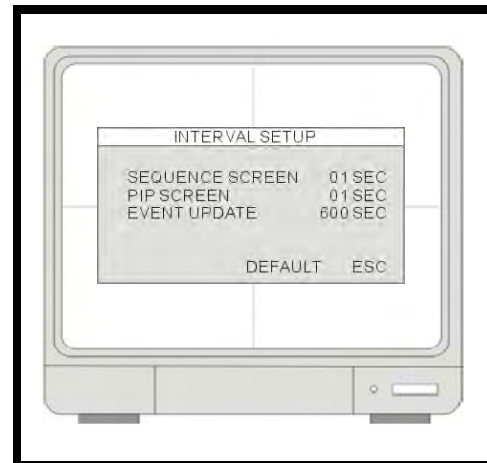 INTERVAL SETUP
SEQUENCE SCREEN 01 SEC
PIP SCREEN 01 SEC
EVENT UPDATE 600 SEC
DEFAULT ESC